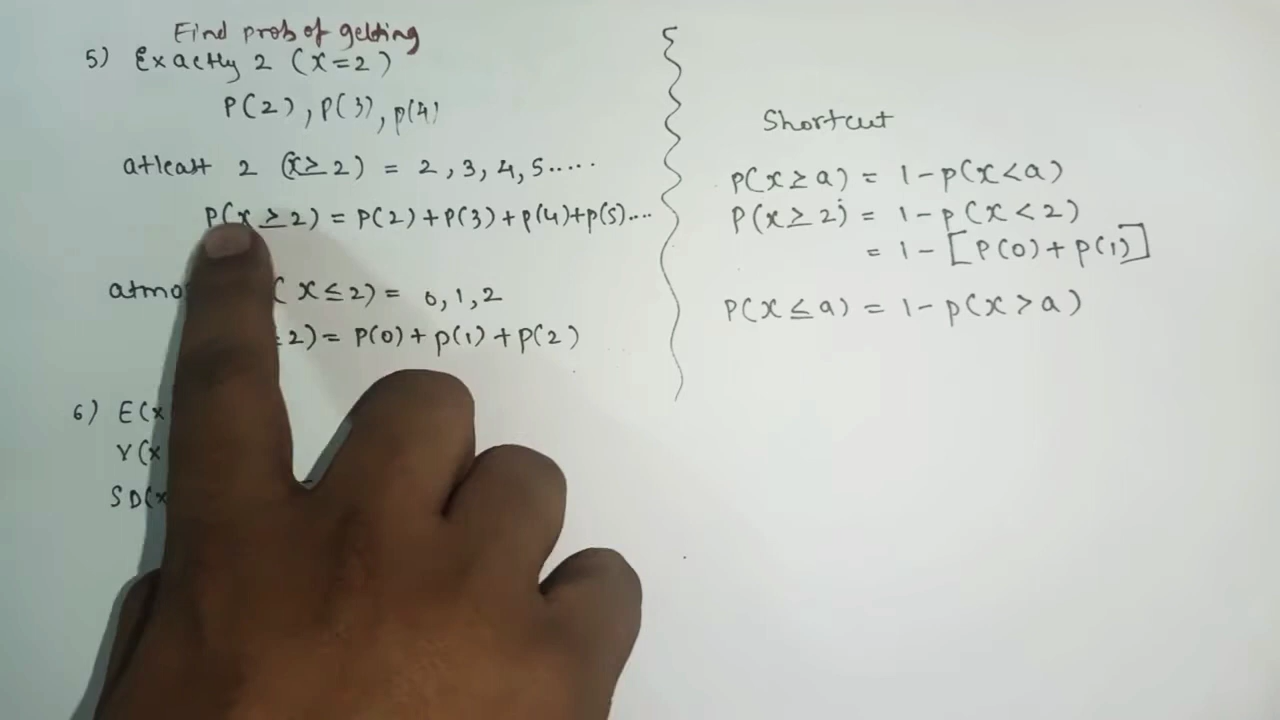 Find prob of getting
5) Exactly 2 (x=2)
P(2), P(3), p(4)
atleast 2 (x≥2) = 2, 3, 4, 5.....
P(x≥2) = P(2)+P(3)+p(4)+p(5)....
(x≤2) = 0, 1, 2
2) = P(0)+p(1)+p(2)
6) E(x
V(x
SD(x
Shortcut
P(x≥a) = 1-p(x<a)
P(x≥2) = 1-p(x<2)
= 1-[P(0)+p(1)]
P(x≤a) = 1-p(x>a)